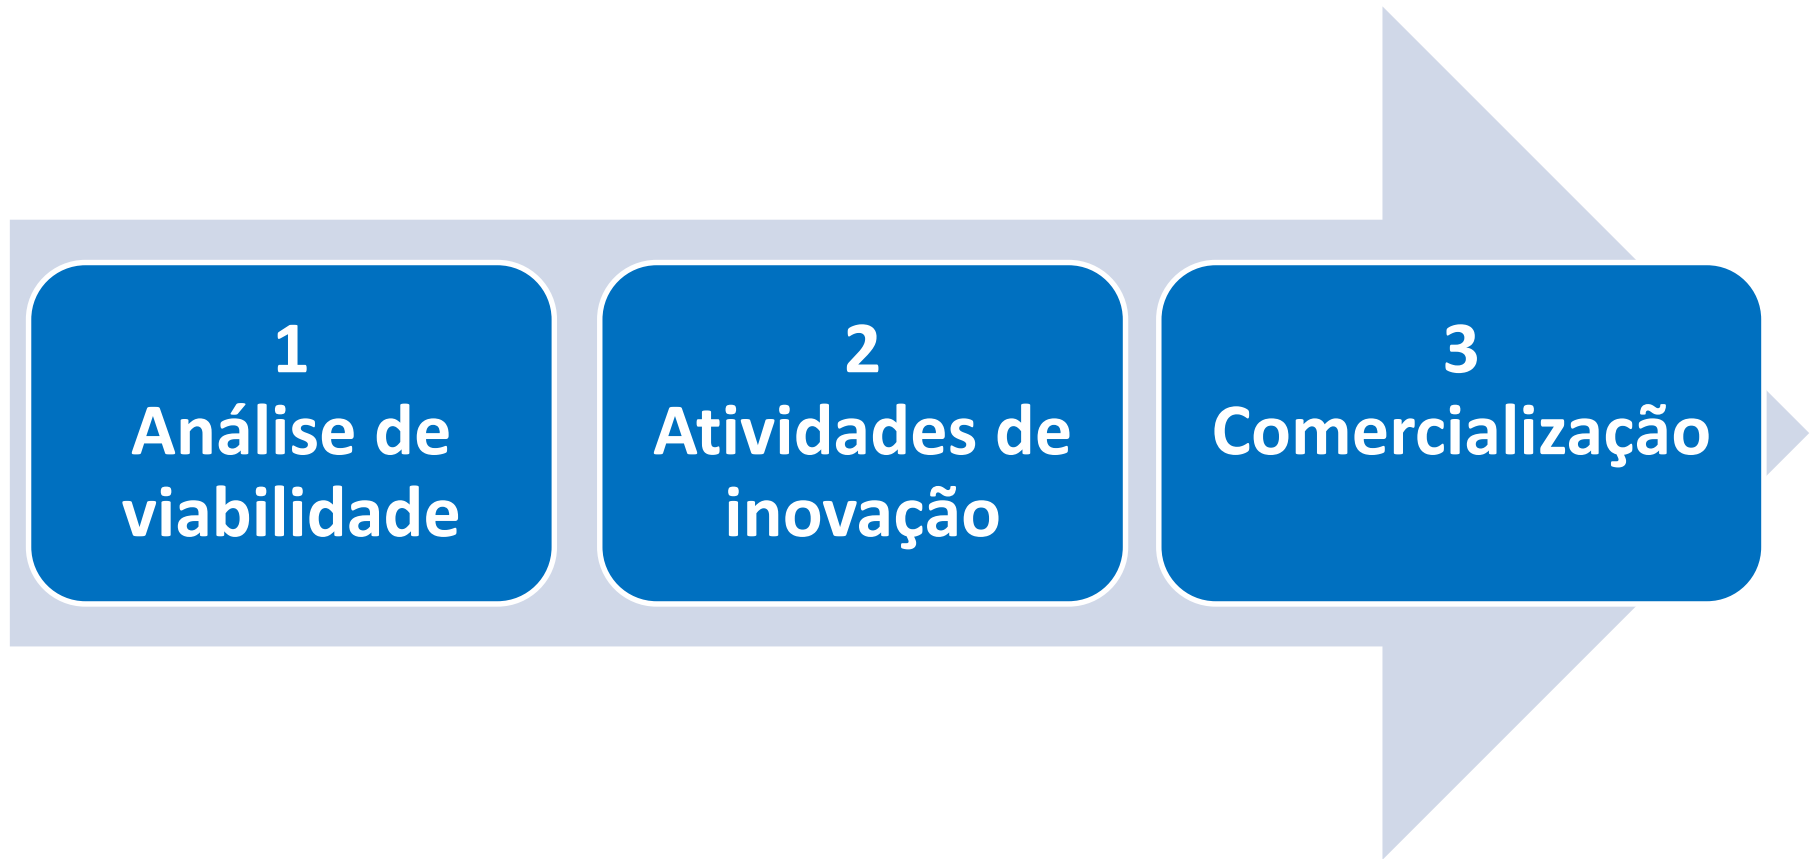 1
Análise de
viabilidade
2
Atividades de
inovação
3
Comercialização